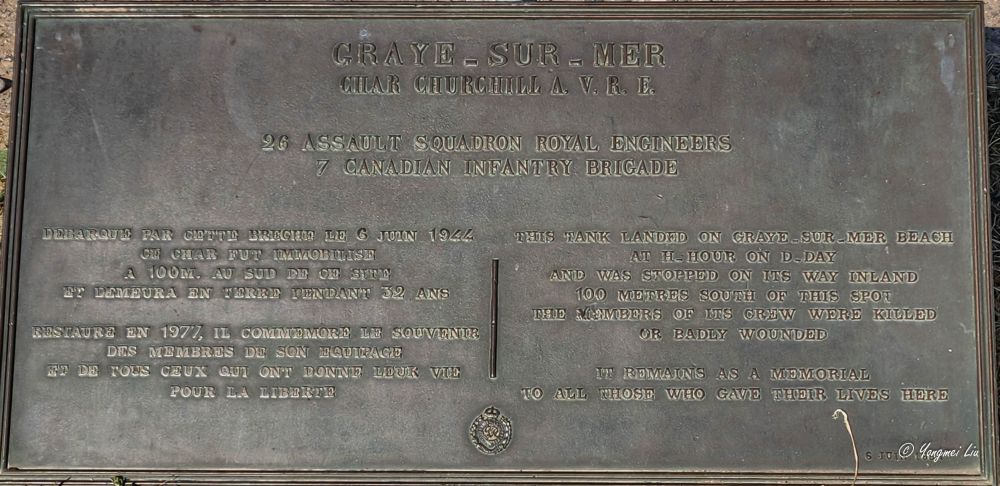 GRAYE-SUR-MER
CHAR CHURCHILL A. V. R. E.
26 ASSAULT SQUADRON ROYAL ENGINEERS
7 CANADIAN INFANTRY BRIGADE
DEBARQUE PAR CETTE BRECHE LE 6 JUIN 1944
CE CHAR FUT IMMOBILISE
A 100M. AU SUD DE CE SITE
ET DEMEURA EN TERRE PENDANT 32 ANS
RESTAURE EN 1977, IL COMMEMORE LE SOUVENIR
DES MEMBRES DE SON EQUIPAGE
ET DE TOUS CEUX QUI ONT DONNE LEUR VIE
POUR LA LIBERTE
THIS TANK LANDED ON GRAYE-SUR-MER BEACH
AT H-HOUR ON D-DAY
AND WAS STOPPED ON ITS WAY INLAND
100 METRES SOUTH OF THIS SPOT
THE MEMBERS OF ITS CREW WERE KILLED
OR BADLY WOUNDED
IT REMAINS AS A MEMORIAL
TO ALL THOSE WHO GAVE THEIR LIVES HERE
6
© Yongmei Liu